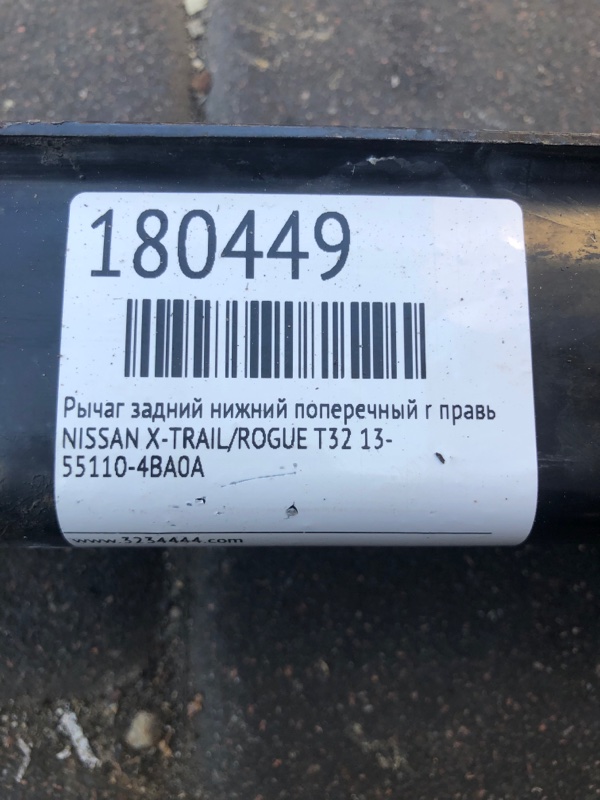 180449
Рычаг задний нижний поперечный r правь
NISSAN X-TRAIL/ROGUE T32 13-
55110-4BA0A
www.3234444.com